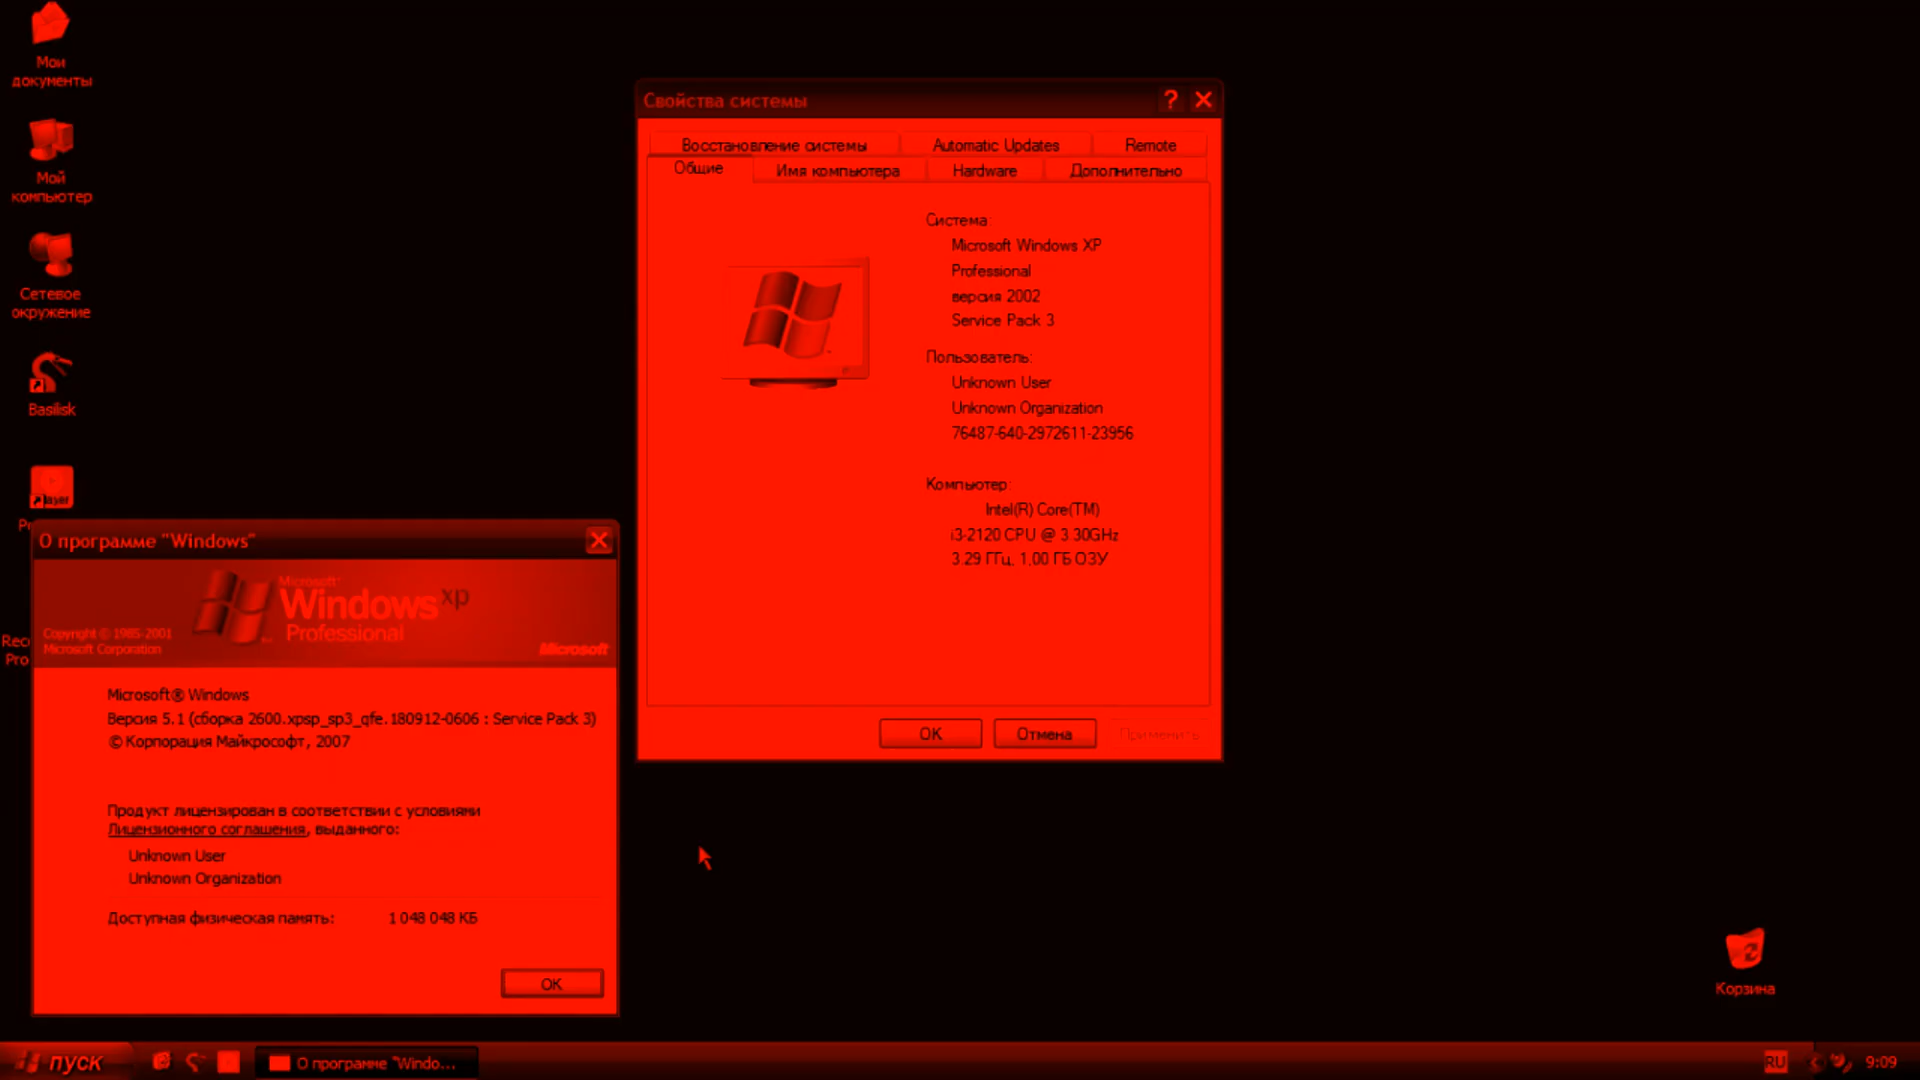 Мои
документы
Мой
компьютер
Сетевое
окружение
Basilisk
ayer
Свойства системы
Восстановление системы
Automatic Updates
Remote
Общие
Имя компьютера
Hardware
Дополнительно
Система:
Microsoft Windows XP
Professional
версия 2002
Service Pack 3
Пользователь:
Unknown User
Unknown Organization
76487-640-2972611-23956
Компьютер:
Intel(R) Core(TM)
i3-2120 CPU @ 3.30GHz
3.29 ГГц, 1,00 ГБ ОЗУ
OK
Отмена
Применить
О программе "Windows"
Copyright © 1985-2001
Microsoft Corporation
Microsoft
Windows xp
Professional
Microsoft
Microsoft® Windows
Версия 5.1 (сборка 2600.xpsp_sp3_qfe.180912-0606 : Service Pack 3)
© Корпорация Майкрософт, 2007
Продукт лицензирован в соответствии с условиями
Лицензионного соглашения, выданного:
Unknown User
Unknown Organization
Доступная физическая память: 1 048 048 КБ
OK
Корзина
пуск
О программе "Windo...
RU
9:09